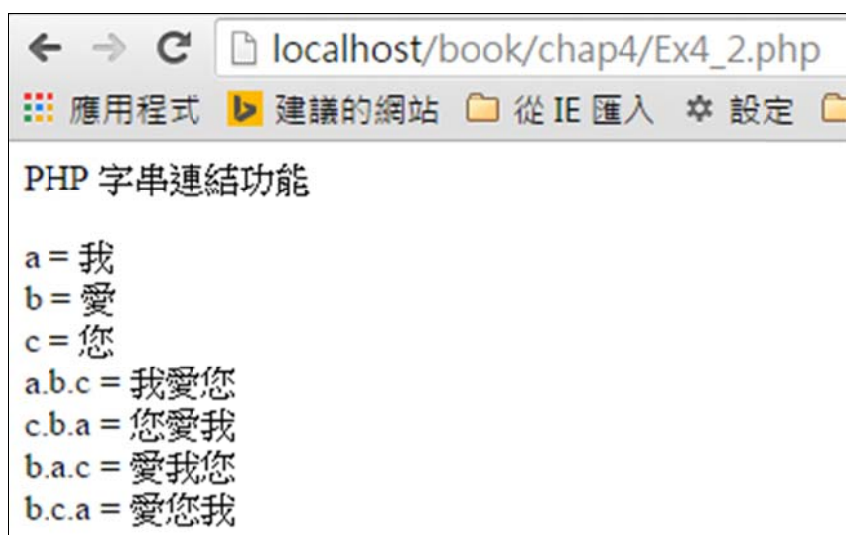 localhost/book/chap4/Ex4_2.php
應用程式 建議的網站 從 IE 匯入 設定
PHP 字串連結功能
a = 我
b = 愛
c = 您
a.b.c = 我愛您
c.b.a = 您愛我
b.a.c = 愛我您
b.c.a = 愛您我